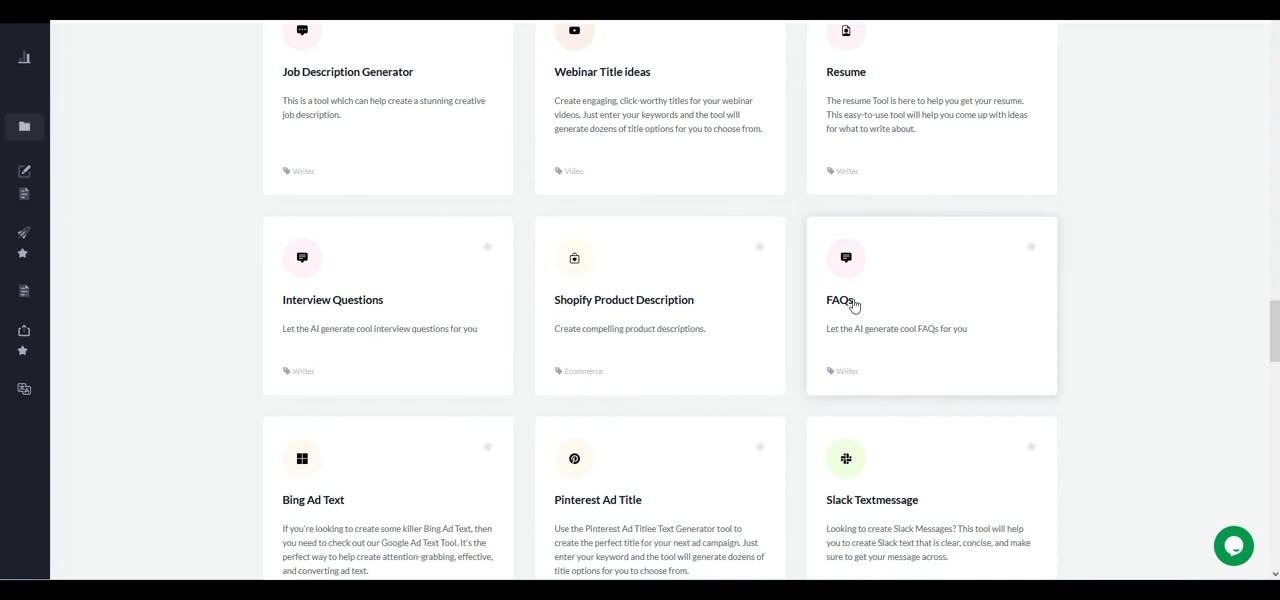 Job Description Generator
This is a tool which can help create a stunning creative
job description.
Writer
Webinar Title ideas
Create engaging, click-worthy titles for your webinar
videos. Just enter your keywords and the tool will
generate dozens of title options for you to choose from.
Video
Resume
The resume Tool is here to help you get your resume.
This easy-to-use tool will help you come up with ideas
for what to write about.
Writer
Interview Questions
Let the AI generate cool interview questions for you
Writer
Shopify Product Description
Create compelling product descriptions.
Ecommerce
FAQs
Let the AI generate cool FAQs for you
Writer
Bing Ad Text
If you're looking to create some killer Bing Ad Text, then
you need to check out our Google Ad Text Tool. It's the
perfect way to help create attention-grabbing, effective,
and converting ad text.
Pinterest Ad Title
Use the Pinterest Ad Titlee Text Generator tool to
create the perfect title for your next ad campaign. Just
enter your keyword and the tool will generate dozens of
title options for you to choose from.
Slack Textmessage
Looking to create Slack Messages? This tool will help
you to create Slack text that is clear, concise, and make
sure to get your message across.